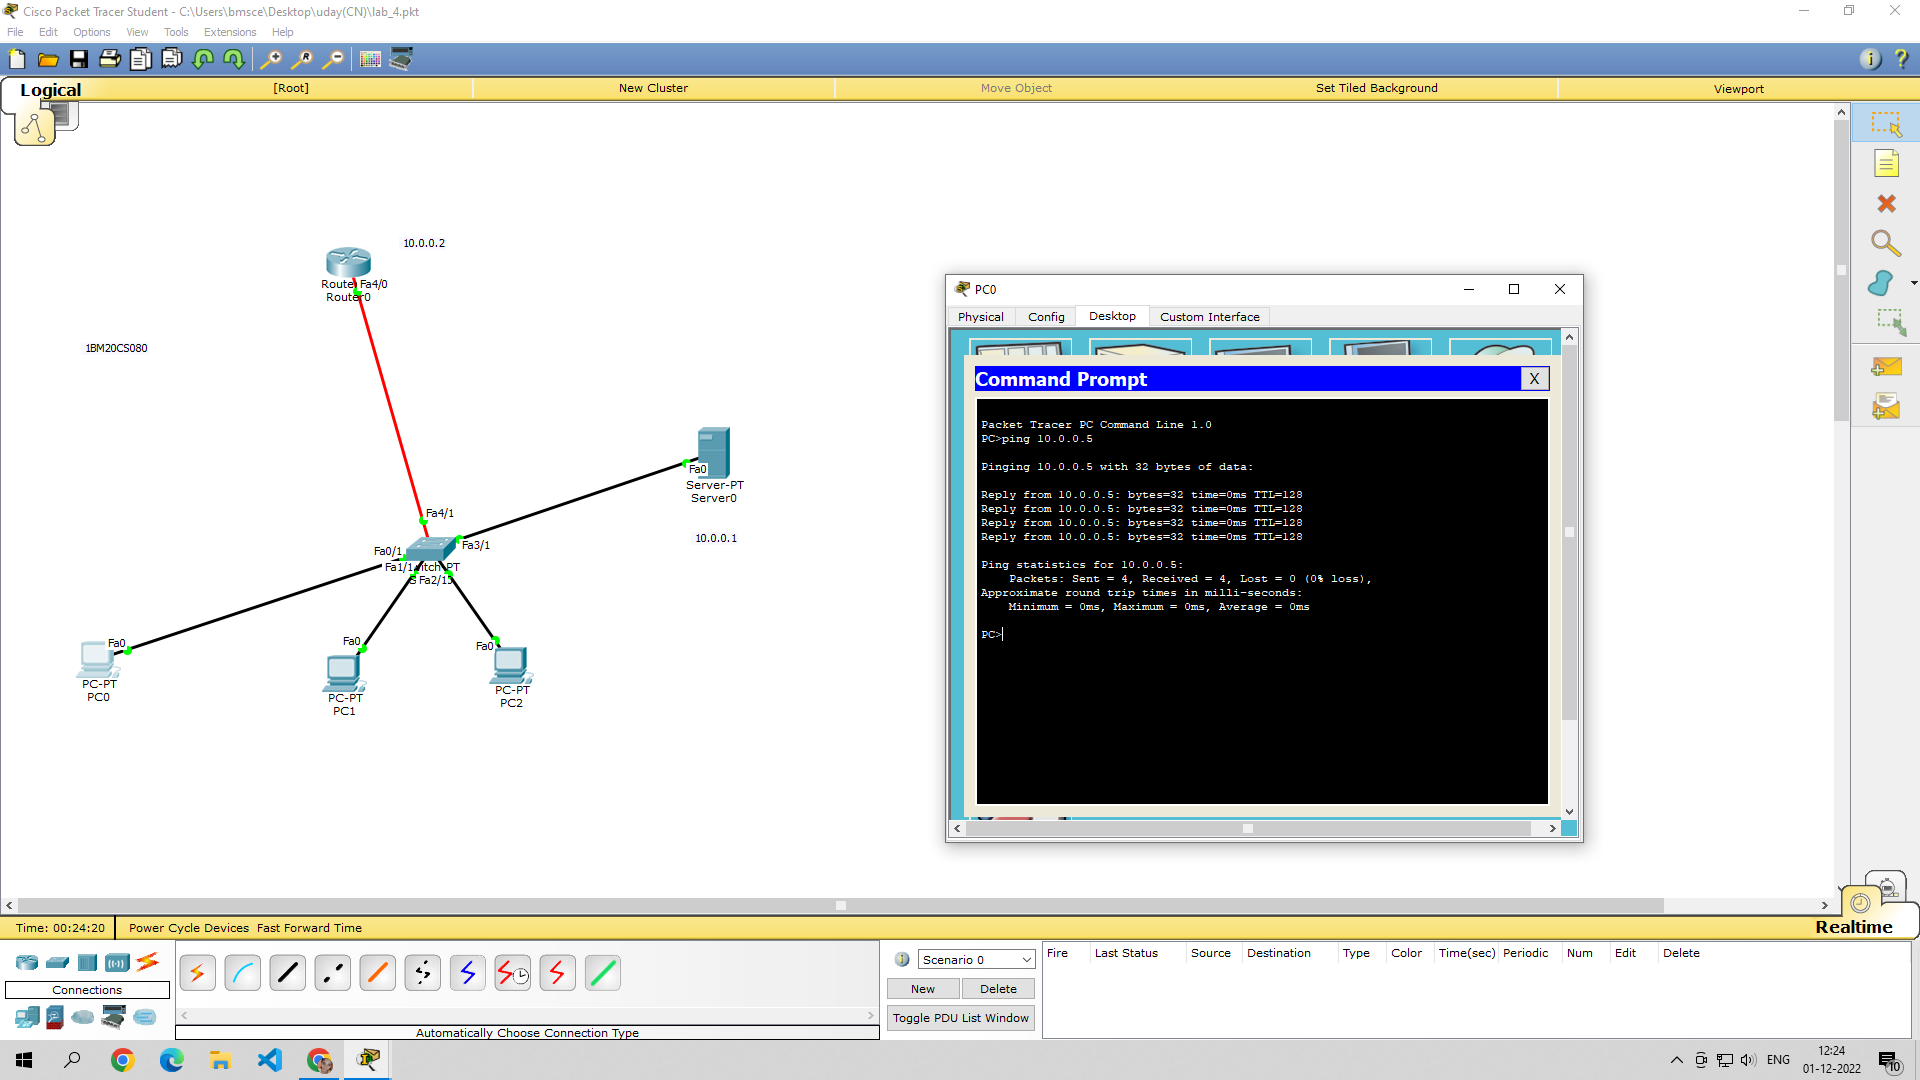 Cisco Packet Tracer Student - C:\Users\bmsce\Desktop\uday(CN)\lab_4.pkt
File Edit Options View Tools Extensions Help
Logical [Root] New Cluster Move Object Set Tiled Background Viewport
10.0.0.2
Fa4/0
Router0
1BM20CS080
Fa0
Server-PT
Server0
10.0.0.1
Fa4/1
Fa3/1
Fa0/1
Fa1/1
Fa0
PC-PT
PC0
Fa0
PC-PT
PC1
Fa0
PC-PT
PC2
PC0
Physical Config Desktop Custom Interface
Command Prompt X
Packet Tracer PC Command Line 1.0
PC>ping 10.0.0.5
Pinging 10.0.0.5 with 32 bytes of data:
Reply from 10.0.0.5: bytes=32 time=0ms TTL=128
Reply from 10.0.0.5: bytes=32 time=0ms TTL=128
Reply from 10.0.0.5: bytes=32 time=0ms TTL=128
Reply from 10.0.0.5: bytes=32 time=0ms TTL=128
Ping statistics for 10.0.0.5:
Packets: Sent = 4, Received = 4, Lost = 0 (0% loss),
Approximate round trip times in milli-seconds:
Minimum = 0ms, Maximum = 0ms, Average = 0ms
PC>
Time: 00:24:20 Power Cycle Devices Fast Forward Time Realtime
Connections
Automatically Choose Connection Type
Scenario 0
New Delete
Toggle PDU List Window
Fire Last Status Source Destination Type Color Time(sec) Periodic Num Edit Delete
ENG
12:24
01-12-2022
10